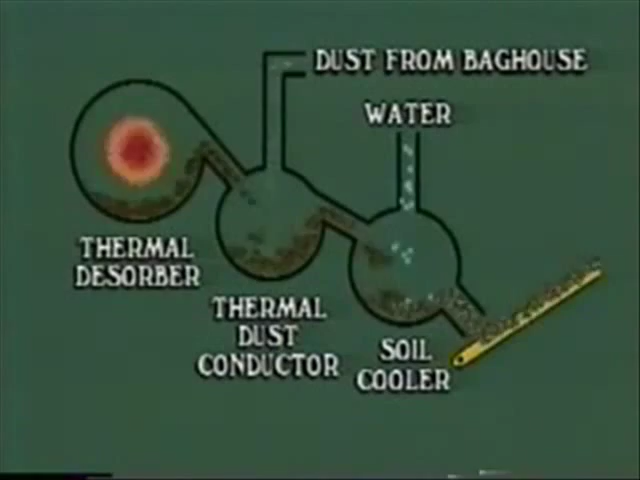 DUST FROM BAGHOUSE
WATER
THERMAL
DESORBER
THERMAL
DUST
CONDUCTOR
SOIL
COOLER